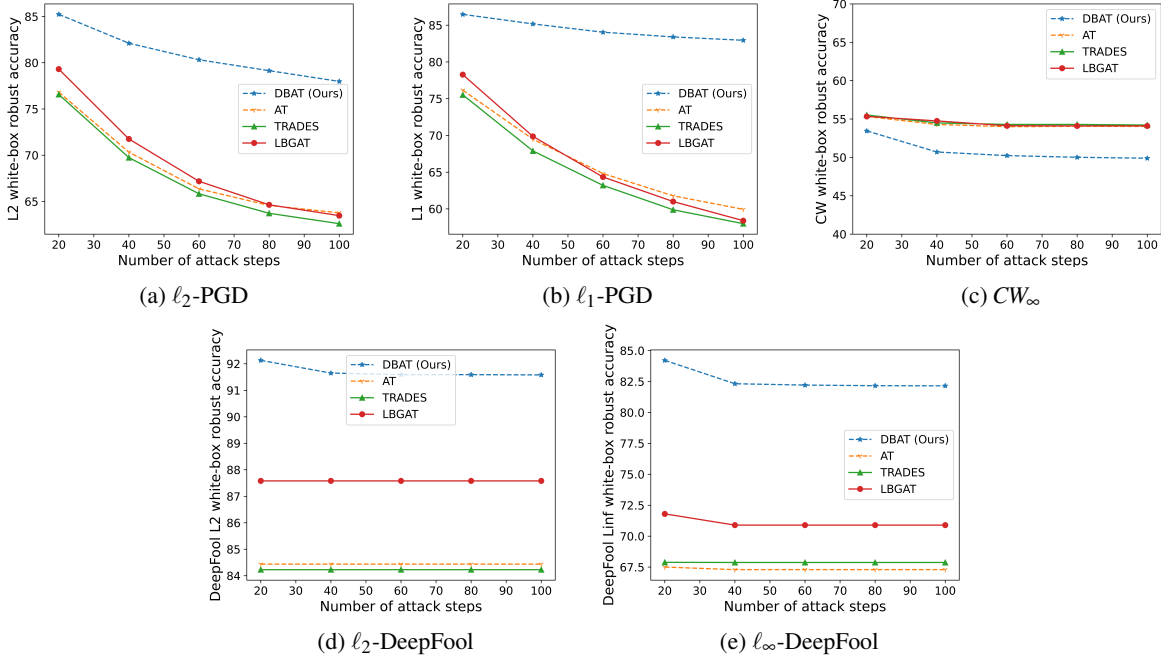 L2 white-box robust accuracy
85
80
75
70
65
DBAT (Ours)
AT
TRADES
LBGAT
20 30 40 50 60 70 80 90 100
Number of attack steps
(a) ℓ2-PGD
L1 white-box robust accuracy
85
80
75
70
65
60
DBAT (Ours)
AT
TRADES
LBGAT
20 30 40 50 60 70 80 90 100
Number of attack steps
(b) ℓ1-PGD
CW white-box robust accuracy
70
65
60
55
50
45
40
DBAT (Ours)
AT
TRADES
LBGAT
20 30 40 50 60 70 80 90 100
Number of attack steps
(c) CW∞
DeepFool L2 white-box robust accuracy
92
91
90
89
88
87
86
85
84
DBAT (Ours)
AT
TRADES
LBGAT
20 30 40 50 60 70 80 90 100
Number of attack steps
(d) ℓ2-DeepFool
DeepFool Linf white-box robust accuracy
85.0
82.5
80.0
77.5
75.0
72.5
70.0
67.5
DBAT (Ours)
AT
TRADES
LBGAT
20 30 40 50 60 70 80 90 100
Number of attack steps
(e) ℓ∞-DeepFool